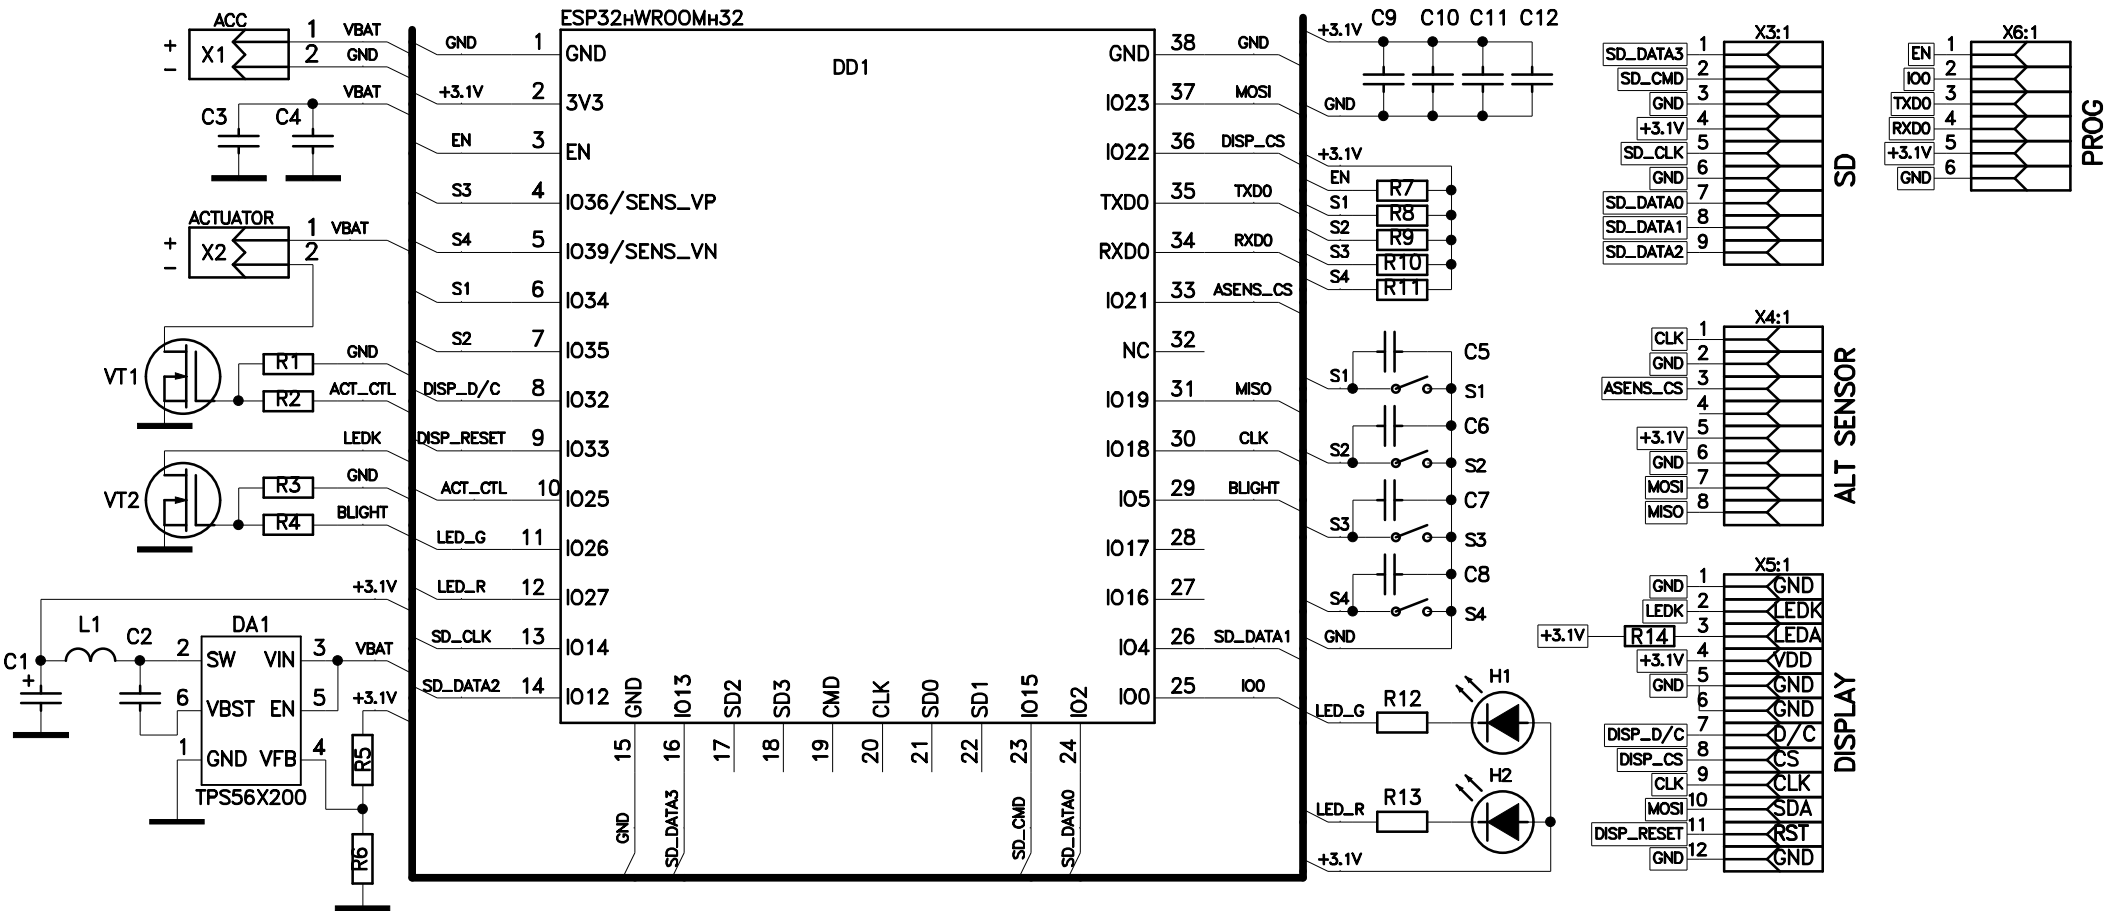 ACC
X1
+
−
1 VBAT
2 GND
C3
C4
VBAT
ACTUATOR
X2
+
−
1 VBAT
2
VT1
R1 GND
R2 ACT_CTL
LEDK
VT2
R3 GND
R4 BLIGHT
+3.1V
L1
C1 +
C2
DA1
2 SW VIN 3 VBAT
6 VBST EN 5 +3.1V
1 GND VFB 4
TPS56X200
R5
R6
ESP32нWROOMн32
DD1
GND 1 GND
+3.1V 2 3V3
EN 3 EN
S3 4 IO36/SENS_VP
S4 5 IO39/SENS_VN
S1 6 IO34
S2 7 IO35
DISP_D/C 8 IO32
DISP_RESET 9 IO33
ACT_CTL 10 IO25
LED_G 11 IO26
LED_R 12 IO27
SD_CLK 13 IO14
SD_DATA2 14 IO12
GND 15 GND
IO13 16 SD_DATA3
SD2 17
SD3 18
CMD 19
CLK 20
SD0 21
SD1 22
IO15 23 SD_CMD
IO2 24 SD_DATA0
GND 38 GND
IO23 37 MOSI
IO22 36 DISP_CS
TXD0 35 TXD0
RXD0 34 RXD0
IO21 33 ASENS_CS
NC 32
IO19 31 MISO
IO18 30 CLK
IO5 29 BLIGHT
IO17 28
IO16 27
IO4 26 SD_DATA1
IO0 25 IO0
+3.1V C9 C10 C11 C12
GND
+3.1V
EN R7
S1 R8
S2 R9
S3 R10
S4 R11
C5
S1 S1
C6
S2 S2
C7
S3 S3
C8
S4 S4
GND
LED_G R12 H1
LED_R R13 H2
+3.1V
X3:1
SD_DATA3 1
SD_CMD 2
GND 3
+3.1V 4
SD_CLK 5
GND 6
SD_DATA0 7
SD_DATA1 8
SD_DATA2 9
SD
X6:1
EN 1
IO0 2
TXD0 3
RXD0 4
+3.1V 5
GND 6
PROG
X4:1
CLK 1
GND 2
ASENS_CS 3
4
+3.1V 5
GND 6
MOSI 7
MISO 8
ALT SENSOR
X5:1
GND 1 GND
LEDK 2 LEDK
+3.1V R14 3 LEDA
+3.1V 4 VDD
GND 5 GND
6 GND
DISP_D/C 7 D/C
DISP_CS 8 CS
CLK 9 CLK
MOSI 10 SDA
DISP_RESET 11 RST
GND 12 GND
DISPLAY